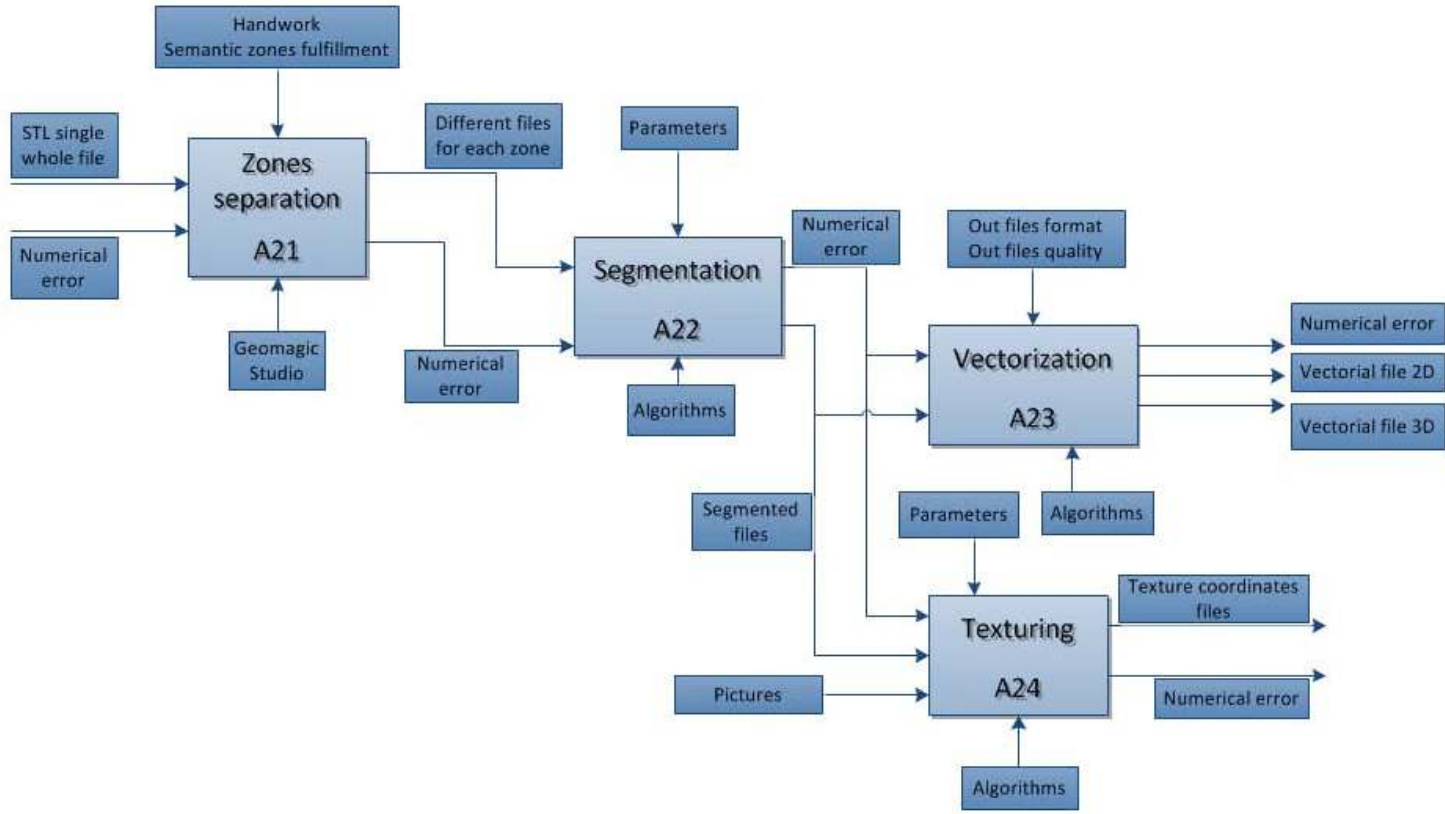 Handwork
Semantic zones fulfillment
STL single
whole file
Numerical
error
Zones
separation
A21
Geomagic
Studio
Different files
for each zone
Numerical
error
Parameters
Segmentation
A22
Algorithms
Numerical
error
Segmented
files
Out files format
Out files quality
Vectorization
A23
Algorithms
Numerical error
Vectorial file 2D
Vectorial file 3D
Parameters
Pictures
Texturing
A24
Algorithms
Texture coordinates
files
Numerical error